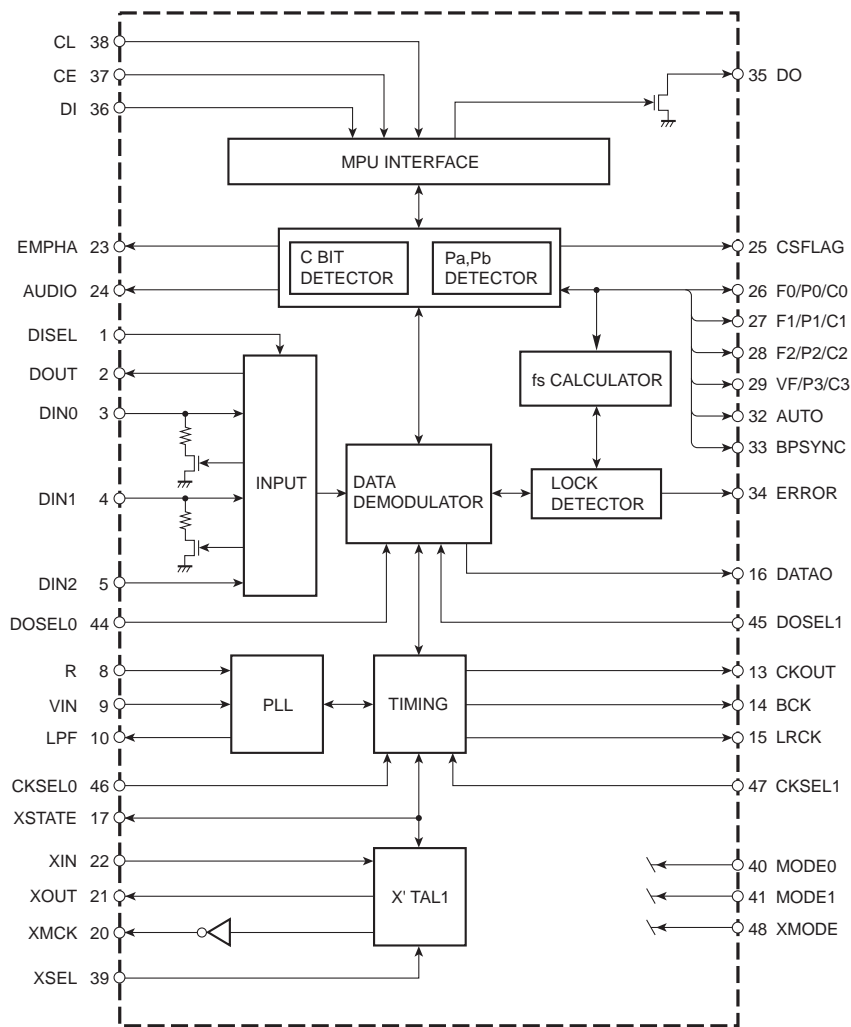 CL 38
CE 37
DI 36
35 DO
MPU INTERFACE
EMPHA 23
C BIT
DETECTOR
Pa,Pb
DETECTOR
25 CSFLAG
AUDIO 24
26 F0/P0/C0
27 F1/P1/C1
28 F2/P2/C2
29 VF/P3/C3
32 AUTO
33 BPSYNC
DISEL 1
DOUT 2
DIN0 3
DIN1 4
DIN2 5
INPUT
DATA
DEMODULATOR
fs CALCULATOR
LOCK
DETECTOR
34 ERROR
16 DATAO
DOSEL0 44
45 DOSEL1
R 8
VIN 9
LPF 10
PLL
TIMING
13 CKOUT
14 BCK
15 LRCK
CKSEL0 46
47 CKSEL1
XSTATE 17
XIN 22
XOUT 21
XMCK 20
XSEL 39
X' TAL1
40 MODE0
41 MODE1
48 XMODE